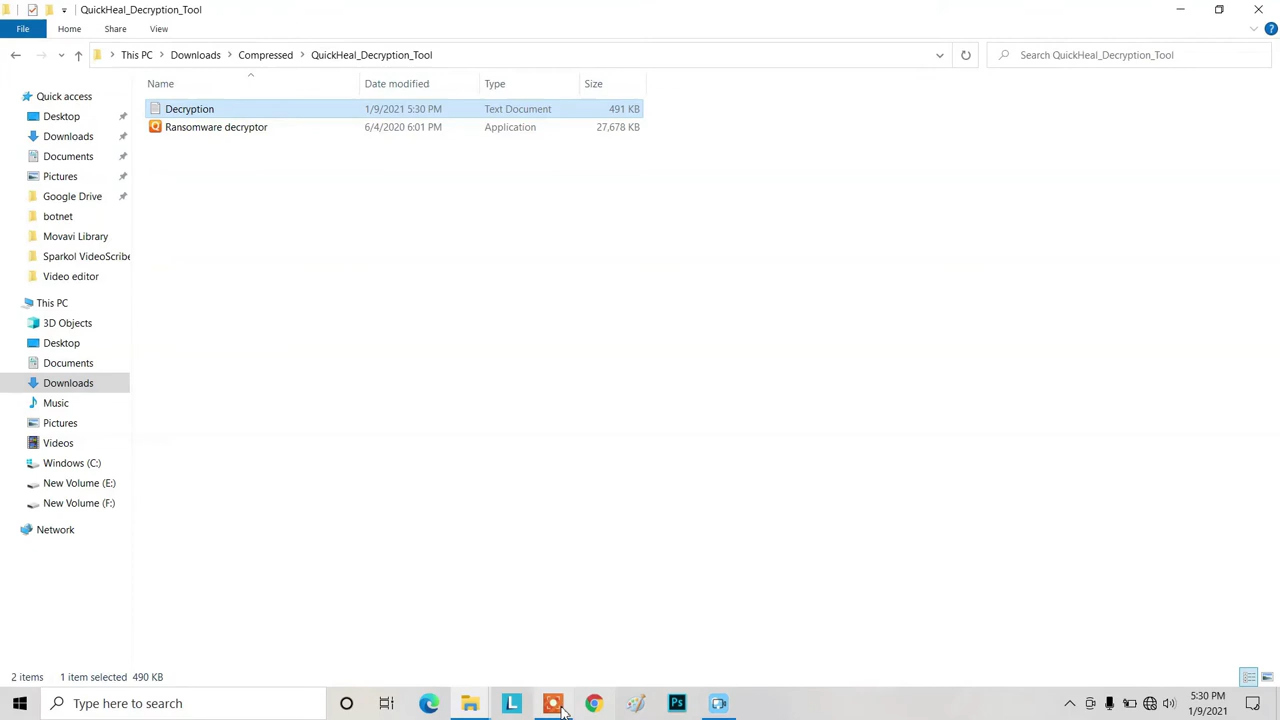 QuickHeal_Decryption_Tool
File Home Share View
This PC Downloads Compressed QuickHeal_Decryption_Tool Search QuickHeal_Decryption_Tool
Name Date modified Type Size
Decryption 1/9/2021 5:30 PM Text Document 491 KB
Ransomware decryptor 6/4/2020 6:01 PM Application 27,678 KB
Quick access
Desktop
Downloads
Documents
Pictures
Google Drive
botnet
Movavi Library
Sparkol VideoScribe
Video editor
This PC
3D Objects
Desktop
Documents
Downloads
Music
Pictures
Videos
Windows (C:)
New Volume (E:)
New Volume (F:)
Network
2 items 1 item selected 490 KB
Type here to search L Ps 5:30 PM
1/9/2021